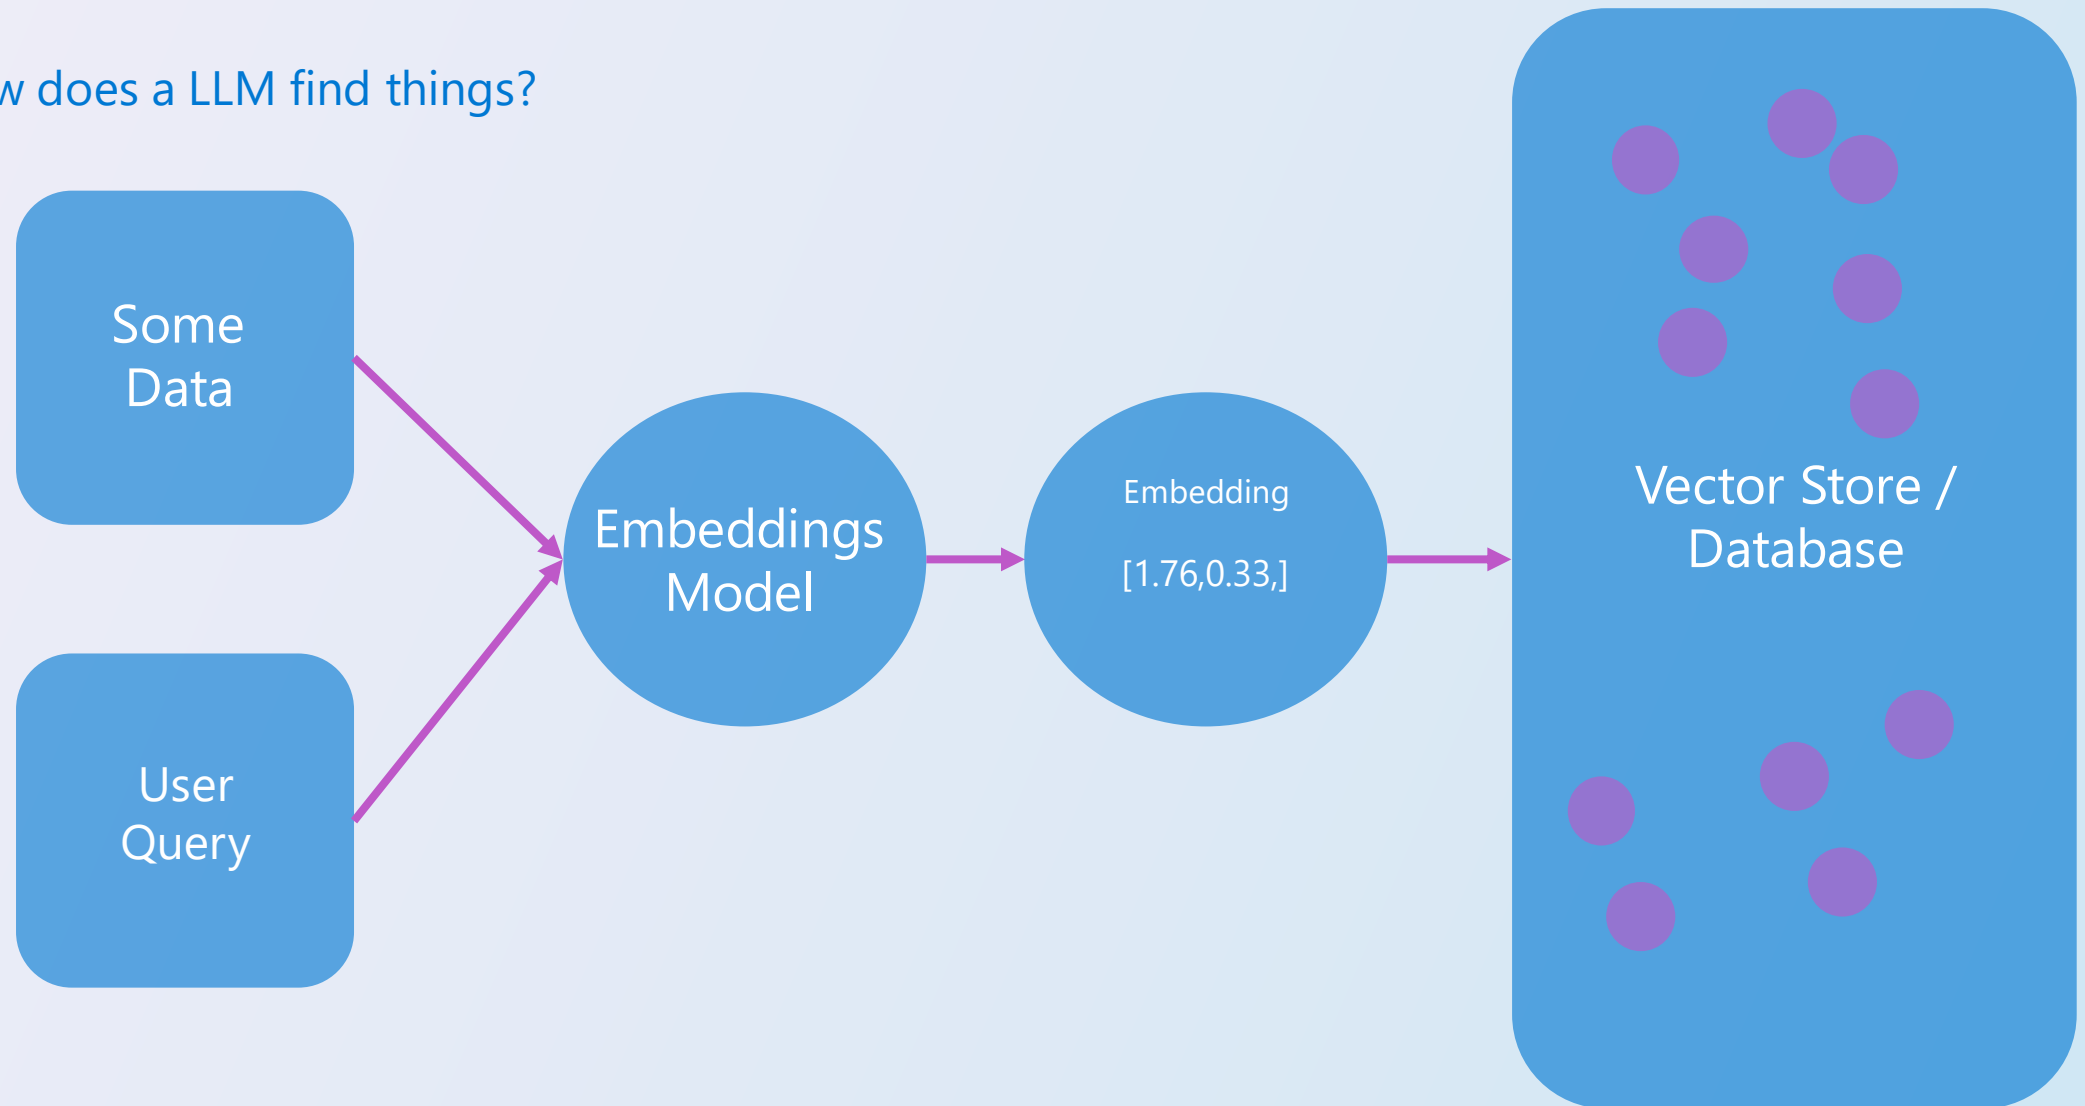 w does a LLM find things?
Some
Data
User
Query
Embeddings
Model
Embedding
[1.76,0.33,]
Vector Store /
Database